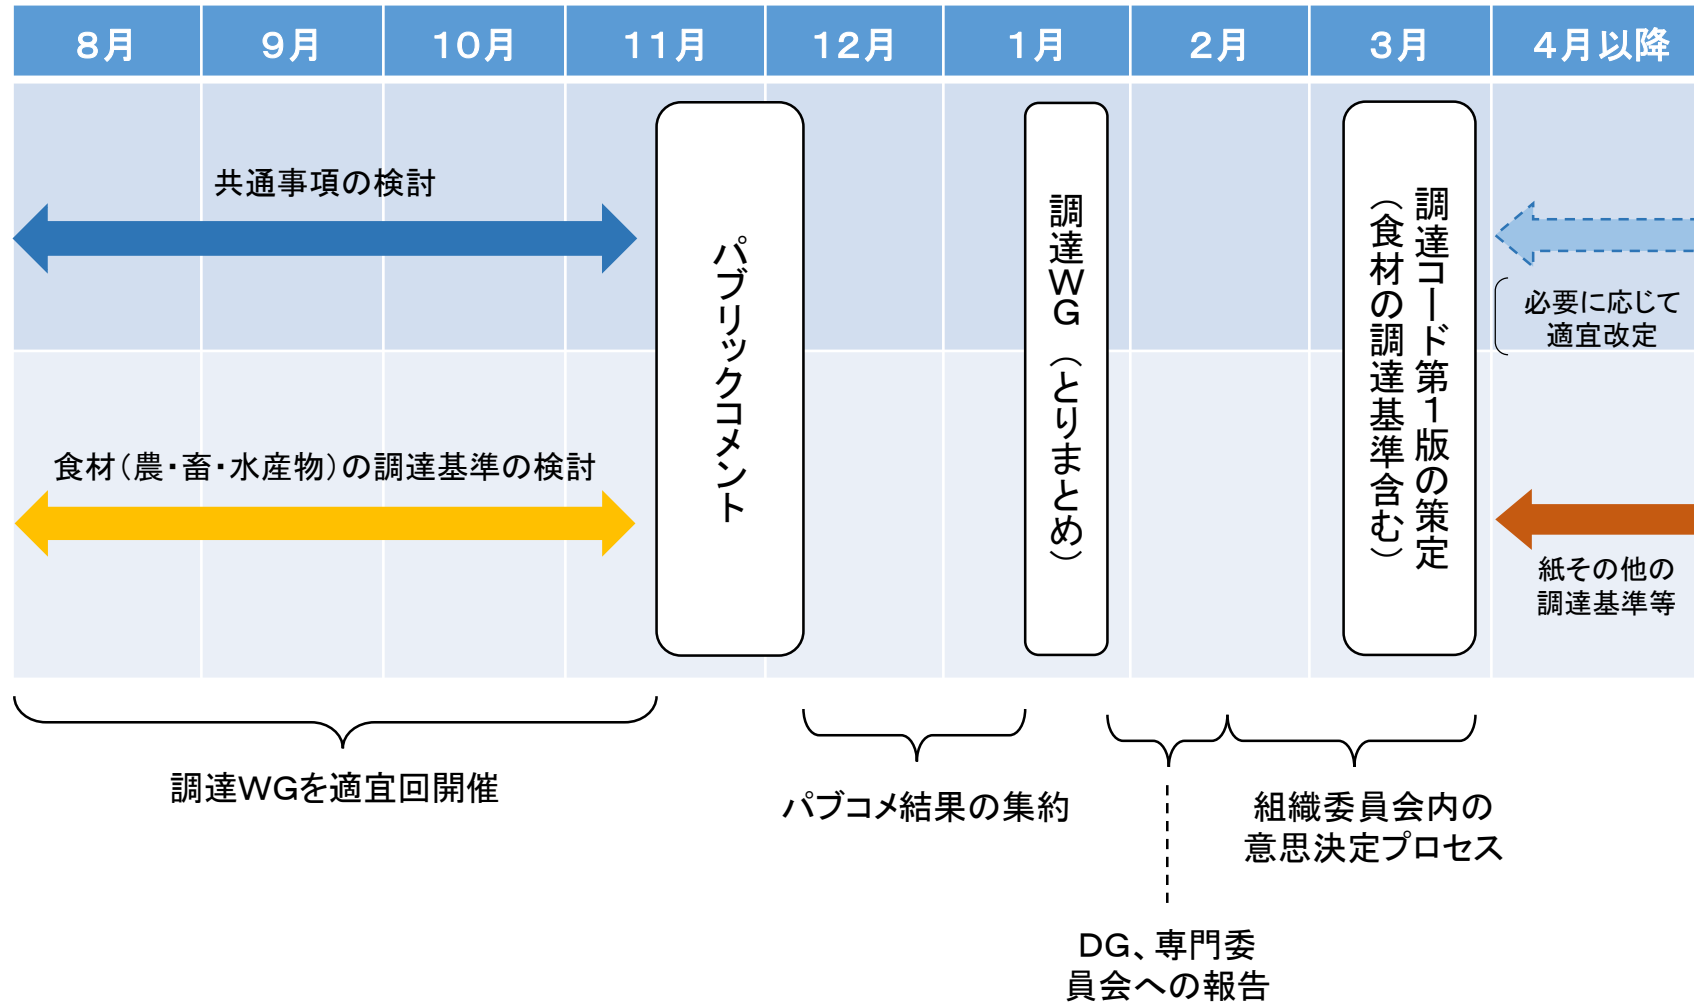 8月
9月
10月
11月
12月
1月
2月
3月
4月以降
共通事項の検討
パブリックコメント
調達WG（とりまとめ）
調達コード第1版の策定
（食材の調達基準含む）
必要に応じて
適宜改定
食材（農・畜・水産物）の調達基準の検討
紙その他の
調達基準等
調達WGを適宜回開催
パブコメ結果の集約
組織委員会内の
意思決定プロセス
DG、専門委
員会への報告